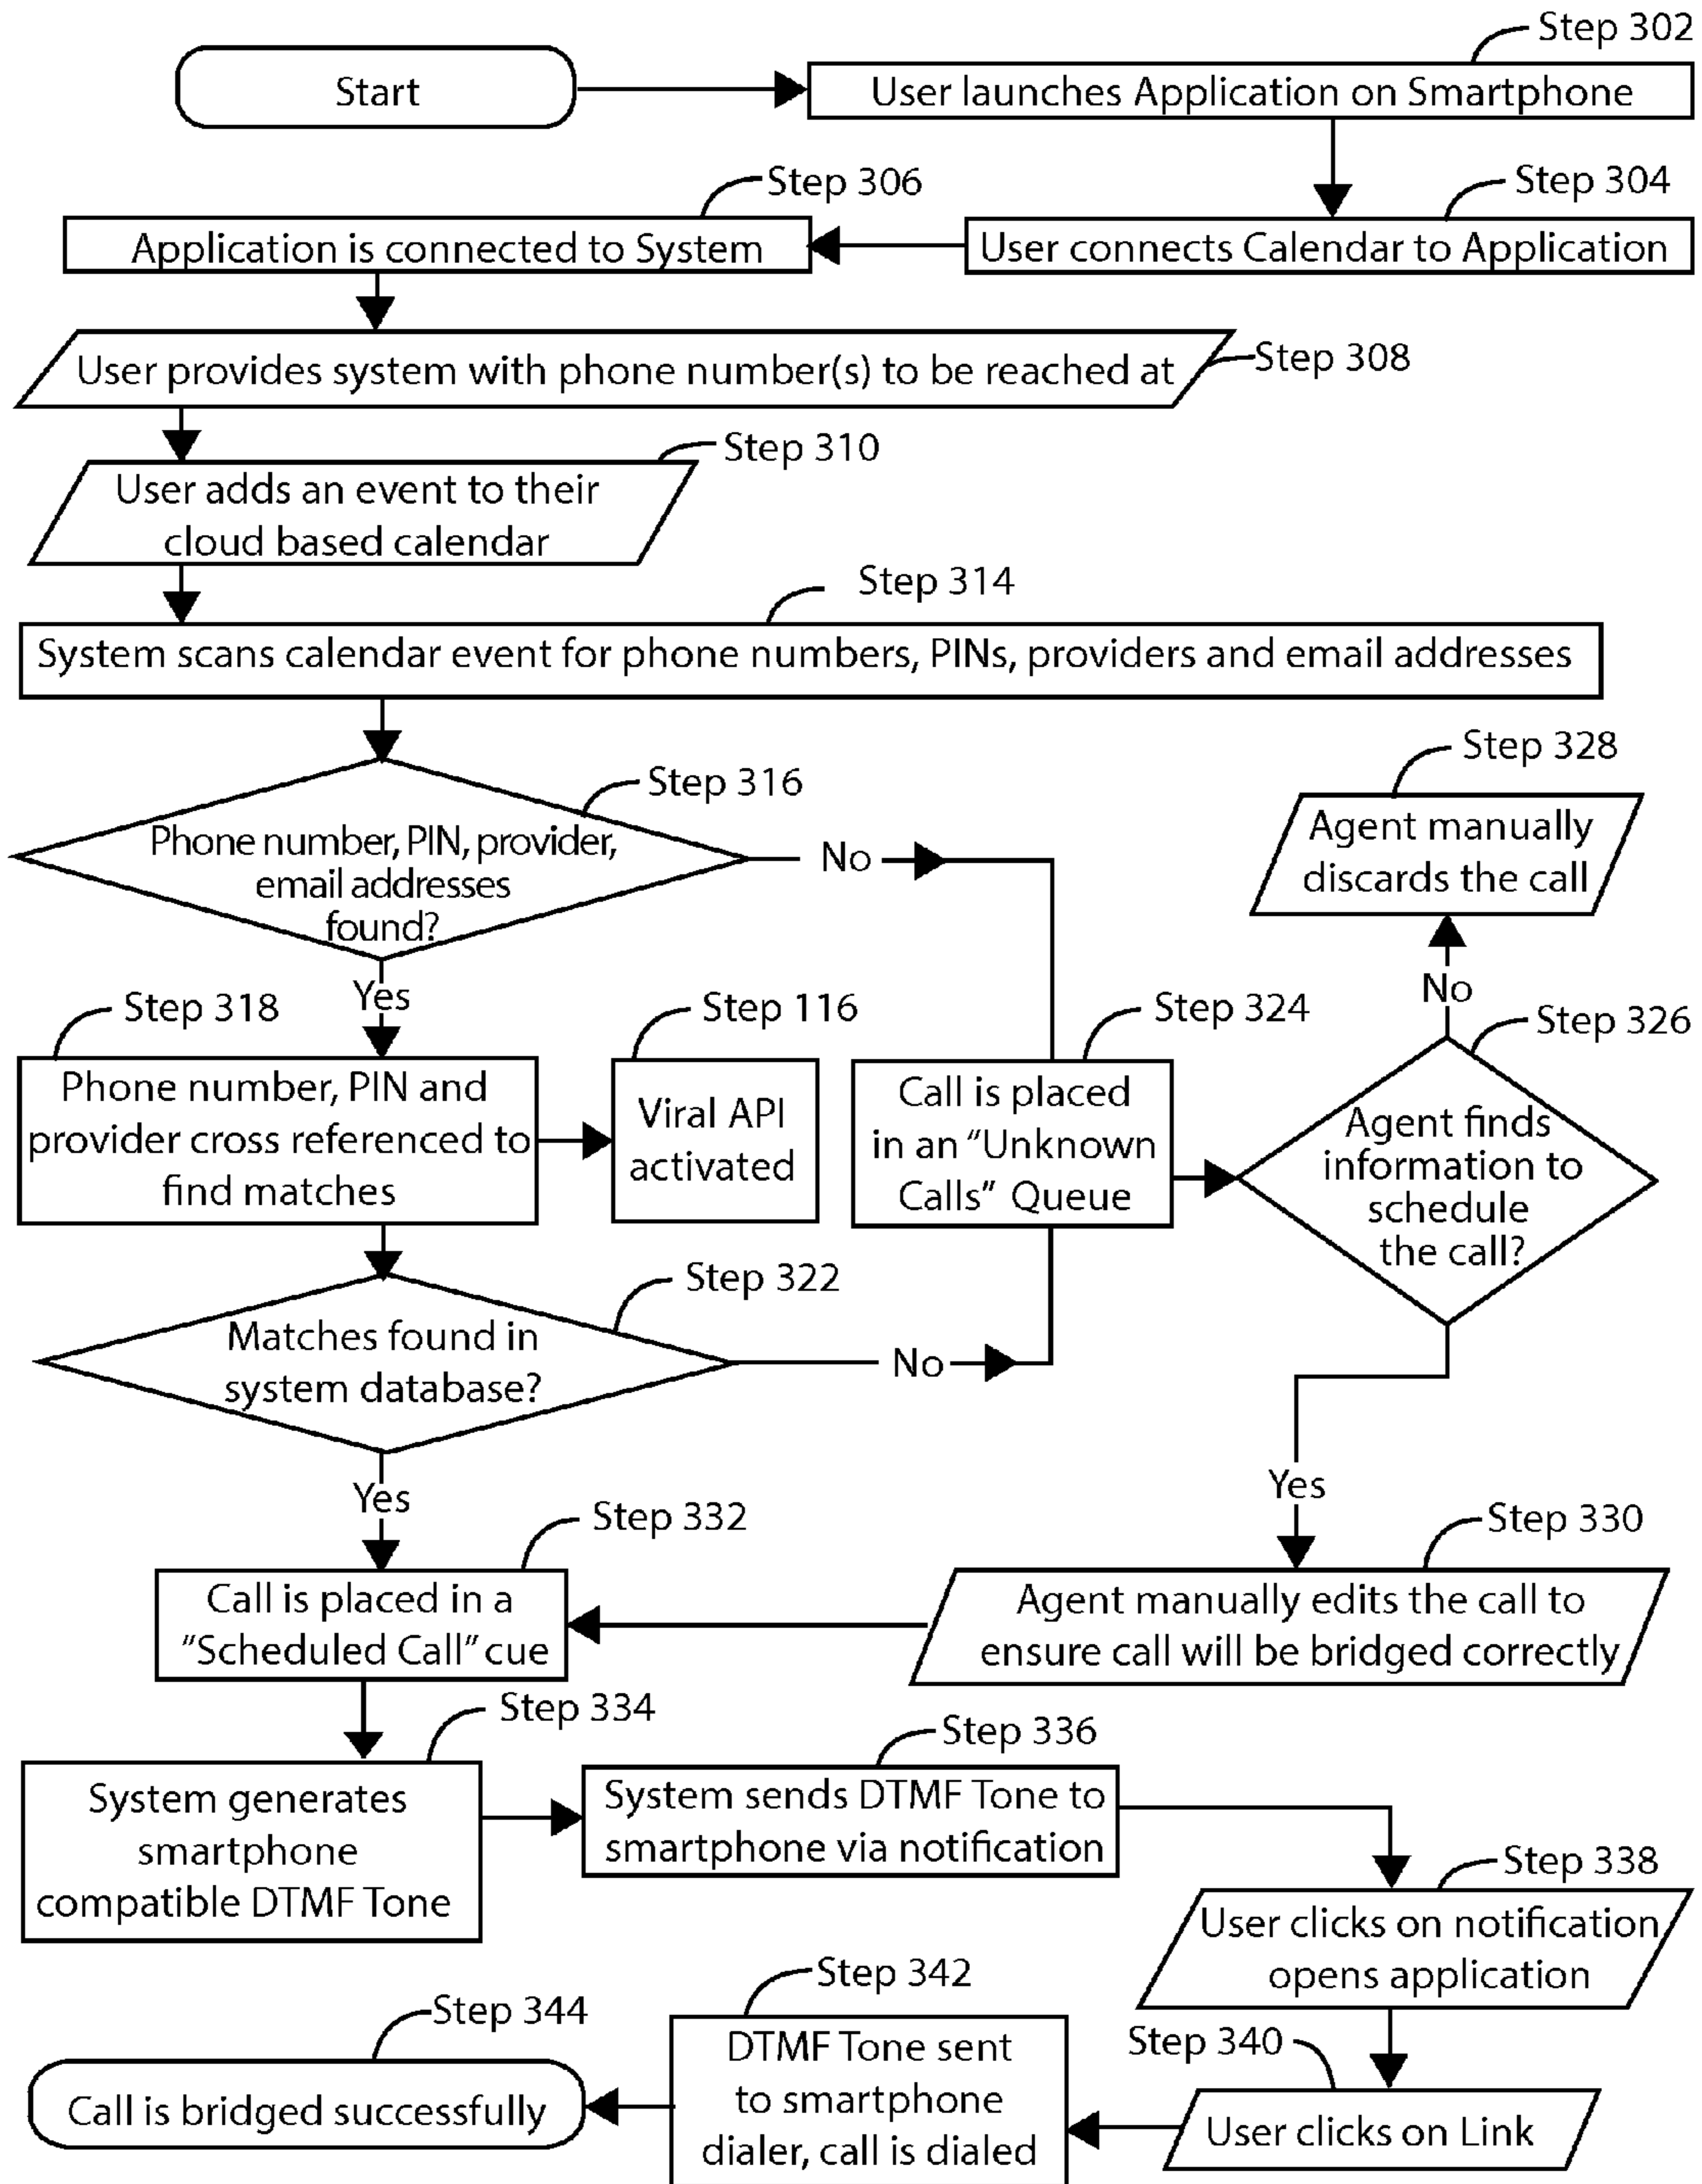 Step 302
Start
User launches Application on Smartphone
Step 306
Step 304
Application is connected to System
User connects Calendar to Application
User provides system with phone number(s) to be reached at
Step 308
Step 310
User adds an event to their
cloud based calendar
Step 314
System scans calendar event for phone numbers, PINs, providers and email addresses
Step 316
Phone number, PIN, provider,
email addresses
found?
No
Step 328
Agent manually
discards the call
No
Yes
Step 318
Phone number, PIN and
provider cross referenced to
find matches
Step 116
Viral API
activated
Step 324
Call is placed
in an "Unknown
Calls" Queue
Step 326
Agent finds
information to
schedule
the call?
Step 322
Matches found in
system database?
No
Yes
Yes
Step 332
Call is placed in a
"Scheduled Call" cue
Step 330
Agent manually edits the call to
ensure call will be bridged correctly
Step 334
System generates
smartphone
compatible DTMF Tone
Step 336
System sends DTMF Tone to
smartphone via notification
Step 338
User clicks on notification
opens application
Step 340
User clicks on Link
Step 342
DTMF Tone sent
to smartphone
dialer, call is dialed
Step 344
Call is bridged successfully